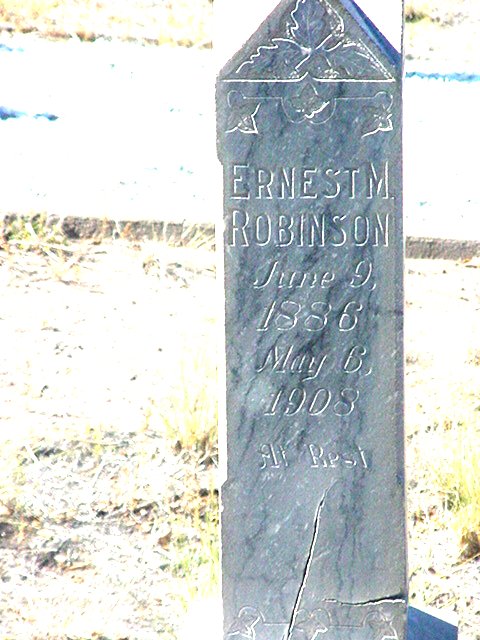 ERNEST M.
ROBINSON
June 9,
1886
May 6,
1908
At Rest